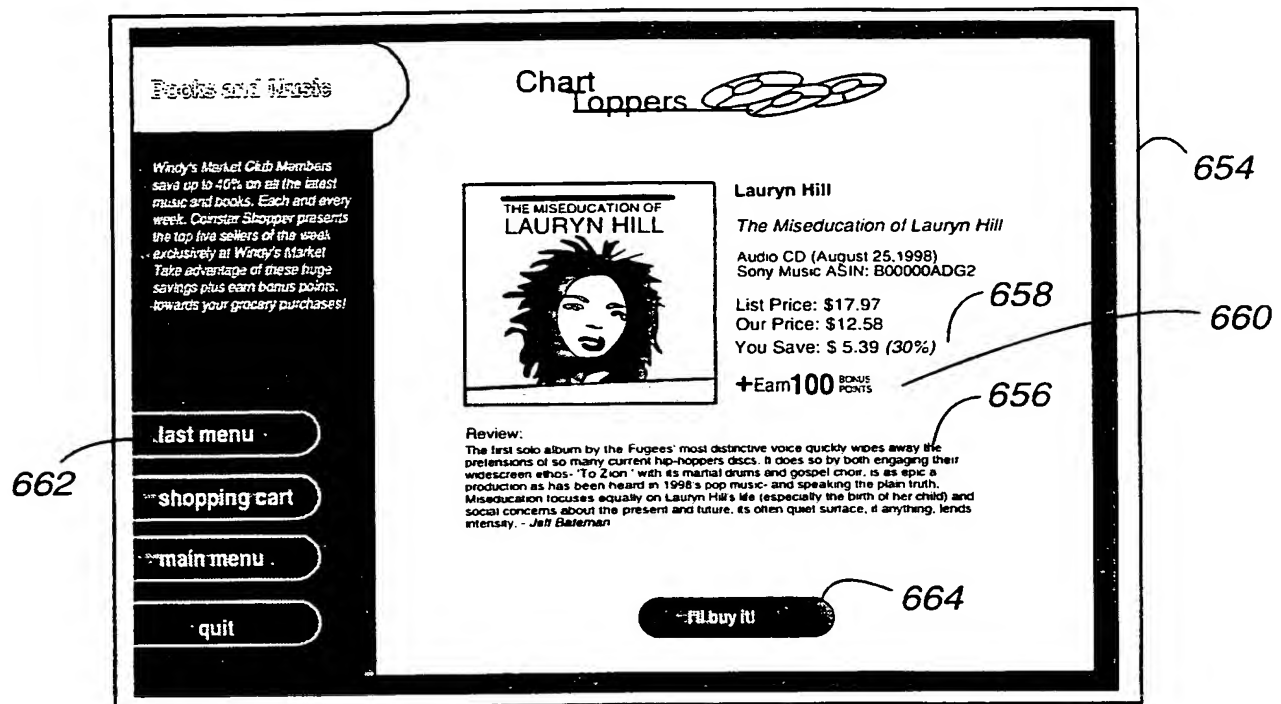 Books and Music
Windy's Market Club Members
save up to 40% on all the latest
music and books. Each and every
week. Coinstar Shopper presents
the top five sellers of the week
exclusively at Windy's Market
Take advantage of these huge
savings plus earn bonus points.
towards your grocery purchases!
last menu
shopping cart
main menu
quit
662
Chart
Toppers
THE MISEDUCATION OF
LAURYN HILL
Lauryn Hill
The Miseducation of Lauryn Hill
Audio CD (August 25,1998)
Sony Music ASIN: B00000ADG2
List Price: $17.97
Our Price: $12.58
You Save: $ 5.39 (30%)
+Earn100 BONUS
POINTS
Review:
The first solo album by the Fugees' most distinctive voice quickly wipes away the
pretensions of so many current hip-hoppers discs. It does so by both engaging their
widescreen ethos- 'To Zion ' with its martial drums and gospel choir, is as epic a
production as has been heard in 1998's pop music- and speaking the plain truth.
Miseducation focuses equally on Lauryn Hill's life (especially the birth of her child) and
social concerns about the present and future, its often quiet surface, if anything, lends
intensity. - Jeff Bateman
I'll buy it!
654
658
660
656
664